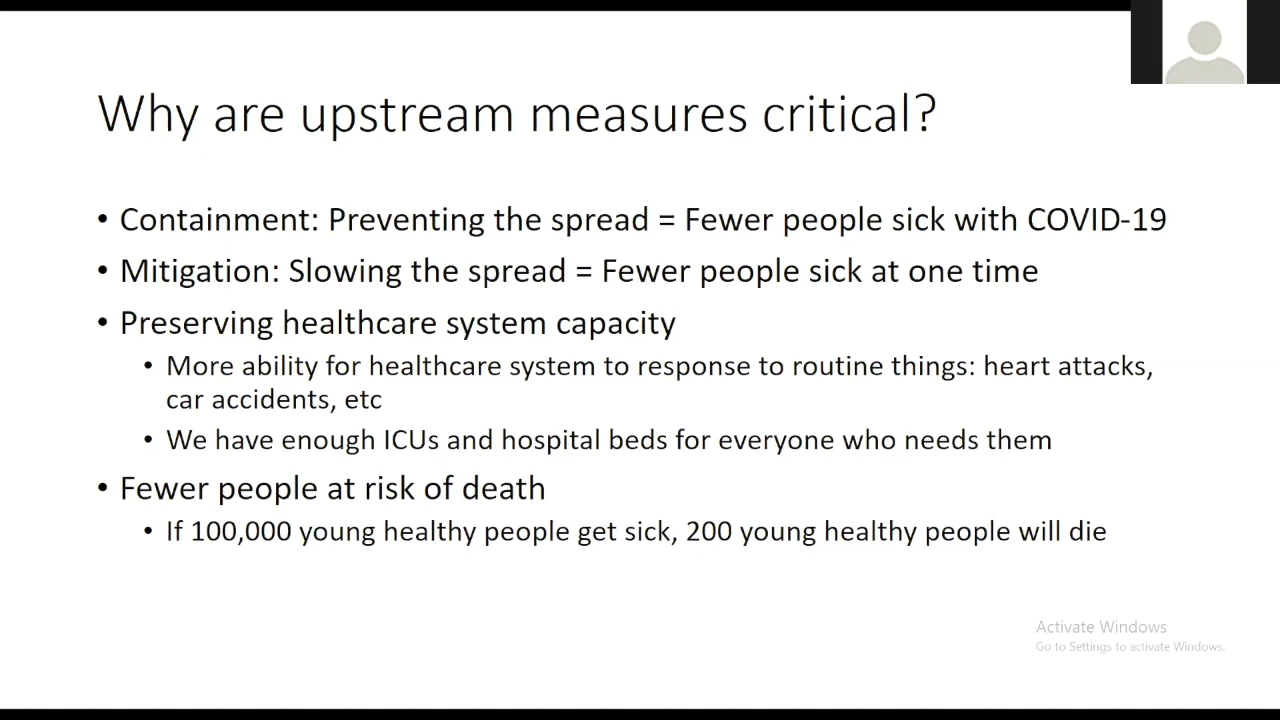 Why are upstream measures critical?
• Containment: Preventing the spread = Fewer people sick with COVID-19
• Mitigation: Slowing the spread = Fewer people sick at one time
• Preserving healthcare system capacity
• More ability for healthcare system to response to routine things: heart attacks,
car accidents, etc
• We have enough ICUs and hospital beds for everyone who needs them
• Fewer people at risk of death
• If 100,000 young healthy people get sick, 200 young healthy people will die
Activate Windows
Go to Settings to activate Windows.